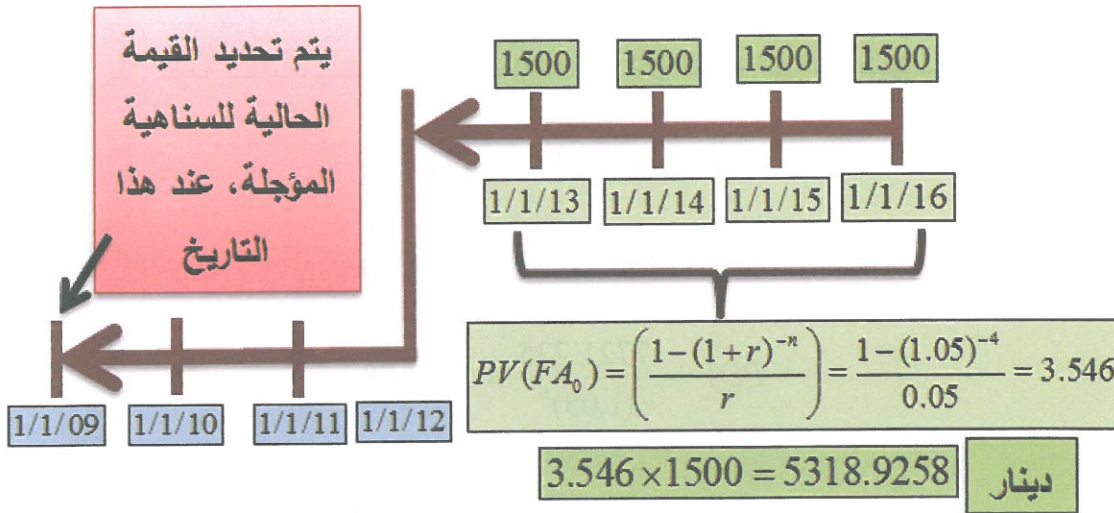 يتم تحديد القيمة
الحالية للسناهية
المؤجلة، عند هذا
التاريخ
1500 1500 1500 1500
1/1/13 1/1/14 1/1/15 1/1/16
1/1/09 1/1/10 1/1/11 1/1/12
PV(FA₀) = ((1-(1+r)⁻ⁿ)/r) = (1-(1.05)⁻⁴)/0.05 = 3.546
3.546×1500 = 5318.9258 دينار